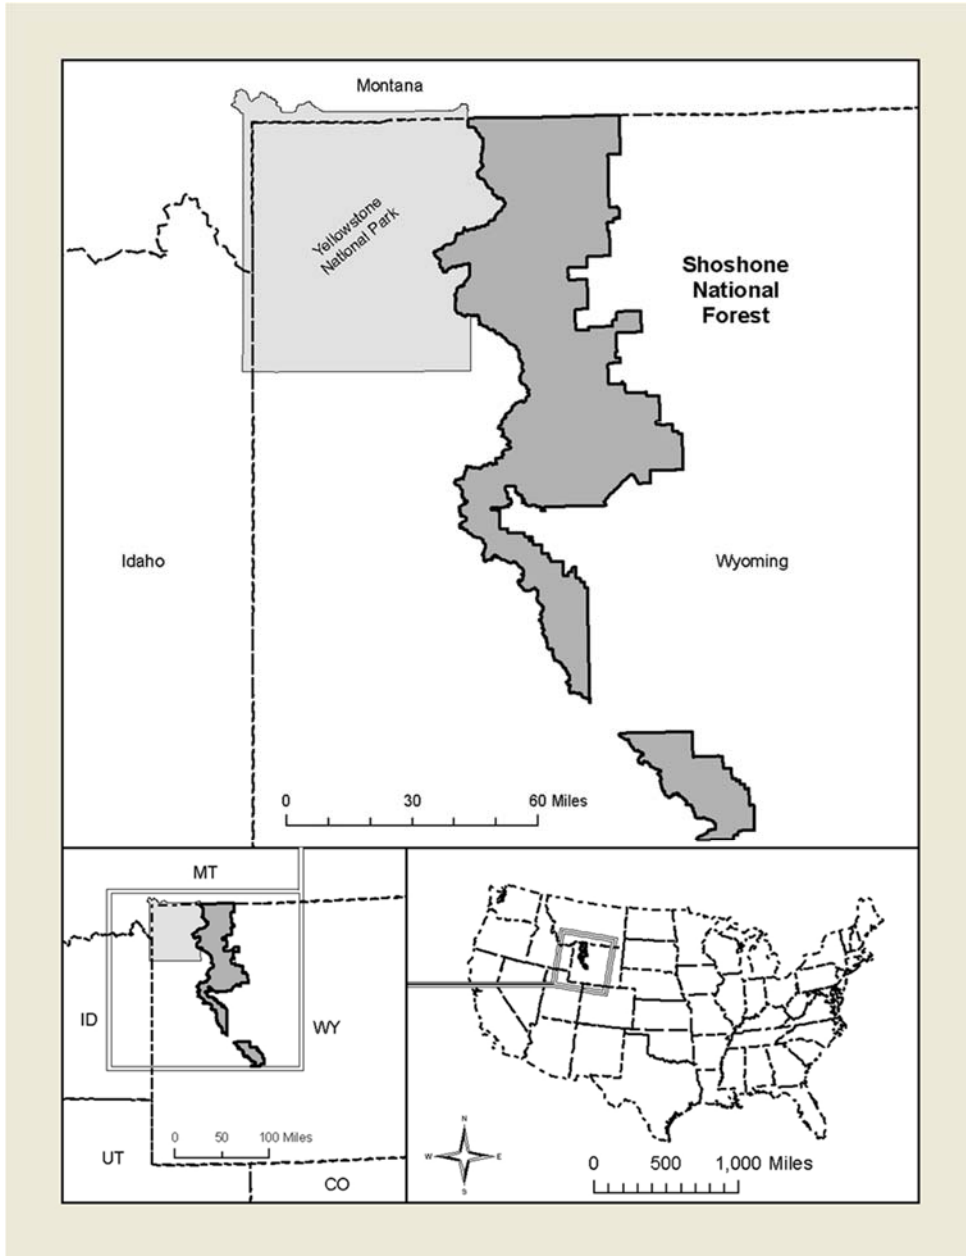 Montana
Yellowstone
National Park
Shoshone
National
Forest
Idaho
Wyoming
0 30 60 Miles
MT
ID
WY
0 50 100 Miles
UT
CO
N
W E
S
0 500 1,000 Miles